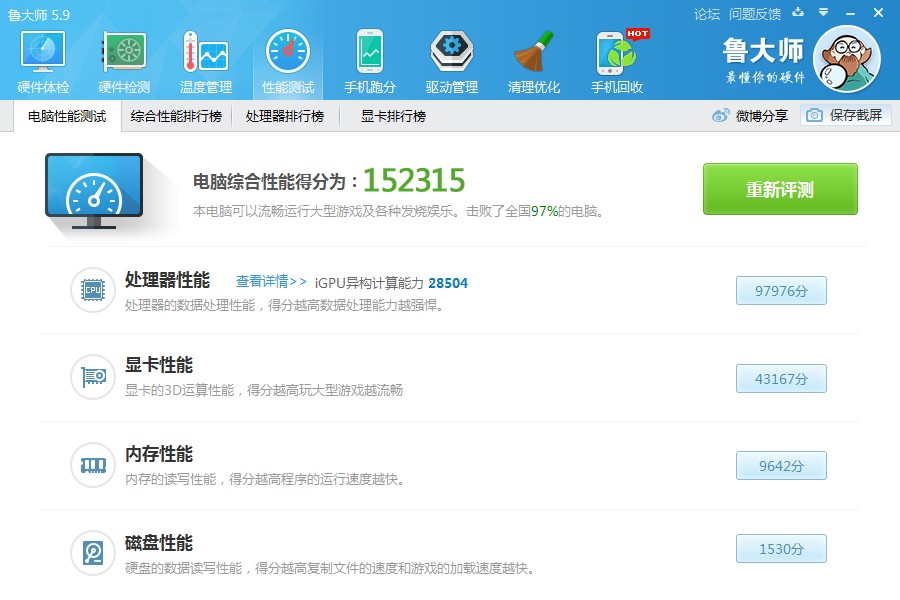 鲁大师 5.9
论坛 问题反馈
硬件体检 硬件检测 温度管理 性能测试 手机跑分 驱动管理 清理优化 手机回收 HOT
鲁大师
最懂你的硬件
电脑性能测试 综合性能排行榜 处理器排行榜 显卡排行榜 微博分享 保存截屏
电脑综合性能得分为：152315
重新评测
本电脑可以流畅运行大型游戏及各种发烧娱乐。击败了全国97%的电脑。
CPU
处理器性能 查看详情>> iGPU异构计算能力 28504
97976分
处理器的数据处理性能，得分越高数据处理能力越强悍。
显卡性能
43167分
显卡的3D运算性能，得分越高玩大型游戏越流畅
内存性能
9642分
内存的读写性能，得分越高程序的运行速度越快。
磁盘性能
1530分
硬盘的数据读写性能，得分越高复制文件的速度和游戏的加载速度越快。